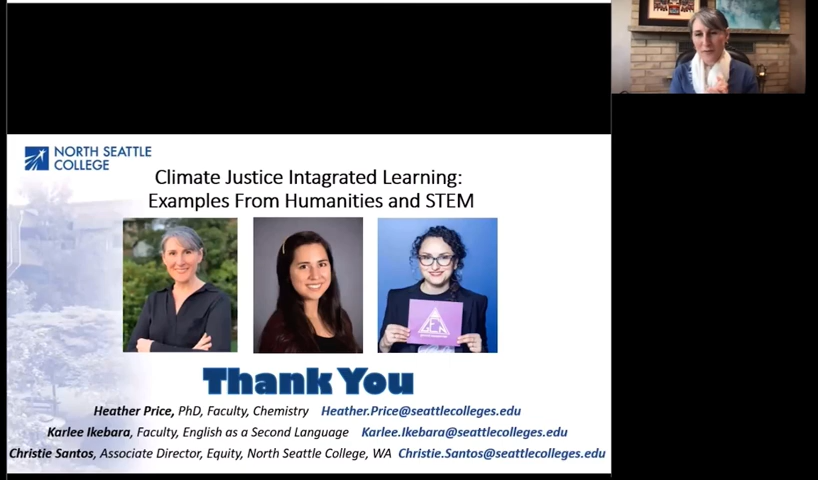 NORTH SEATTLE
COLLEGE
Climate Justice Intagrated Learning:
Examples From Humanities and STEM
GEN
Thank You
Heather Price, PhD, Faculty, Chemistry Heather.Price@seattlecolleges.edu
Karlee Ikebara, Faculty, English as a Second Language Karlee.Ikebara@seattlecolleges.edu
Christie Santos, Associate Director, Equity, North Seattle College, WA Christie.Santos@seattlecolleges.edu